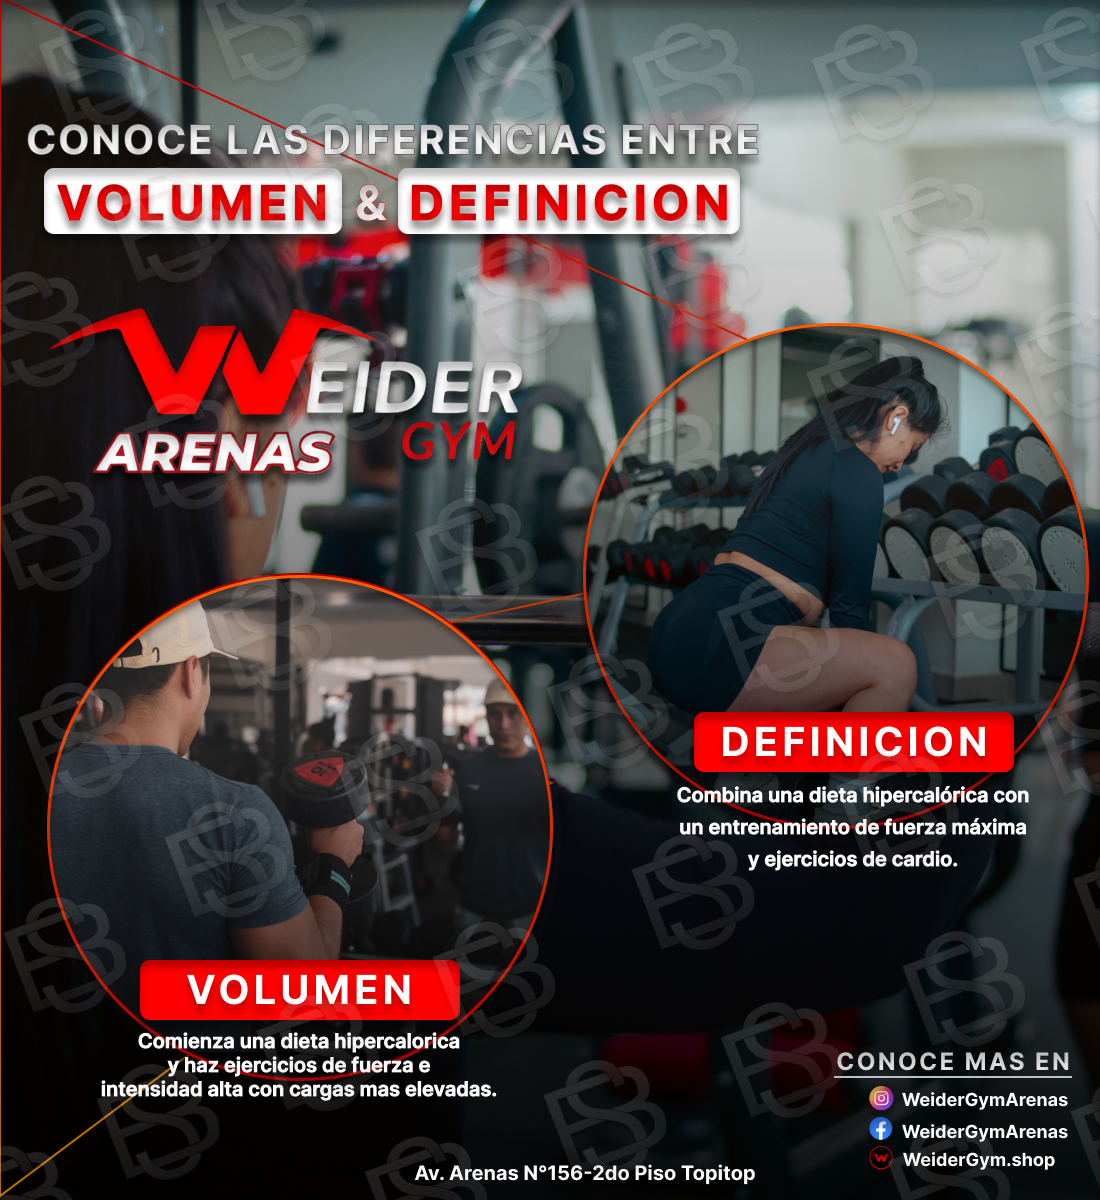 CONOCE LAS DIFERENCIAS ENTRE
VOLUMEN & DEFINICION
WEIDER
ARENAS GYM
DEFINICION
Combina una dieta hipercalórica con
un entrenamiento de fuerza máxima
y ejercicios de cardio.
VOLUMEN
Comienza una dieta hipercalorica
y haz ejercicios de fuerza e
intensidad alta con cargas mas elevadas.
CONOCE MAS EN
WeiderGymArenas
WeiderGymArenas
WeiderGym.shop
Av. Arenas N°156-2do Piso Topitop